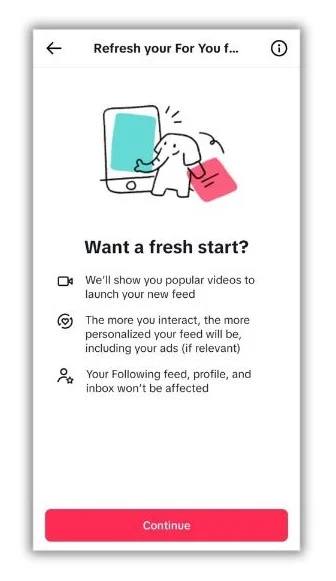 Refresh your For You f...
Want a fresh start?
We'll show you popular videos to
launch your new feed
The more you interact, the more
personalized your feed will be,
including your ads (if relevant)
Your Following feed, profile, and
inbox won't be affected
Continue